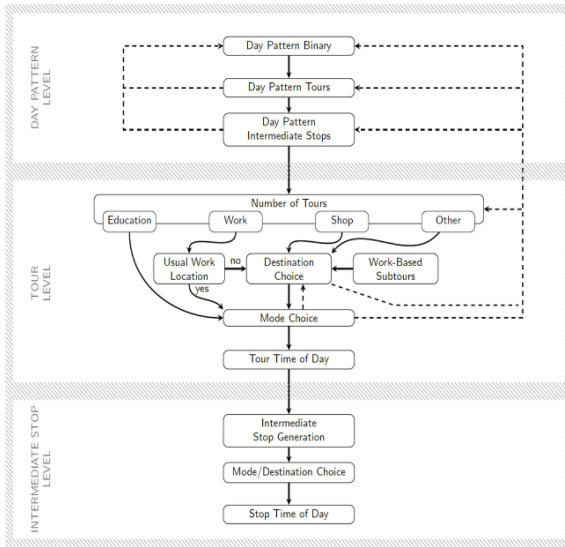 DAY PATTERN
LEVEL
Day Pattern Binary
Day Pattern Tours
Day Pattern
Intermediate Stops
TOUR
LEVEL
Number of Tours
Education
Work
Shop
Other
Usual Work
Location
no
Destination
Choice
Work-Based
Subtours
yes
Mode Choice
Tour Time of Day
INTERMEDIATE STOP
LEVEL
Intermediate
Stop Generation
Mode/Destination Choice
Stop Time of Day